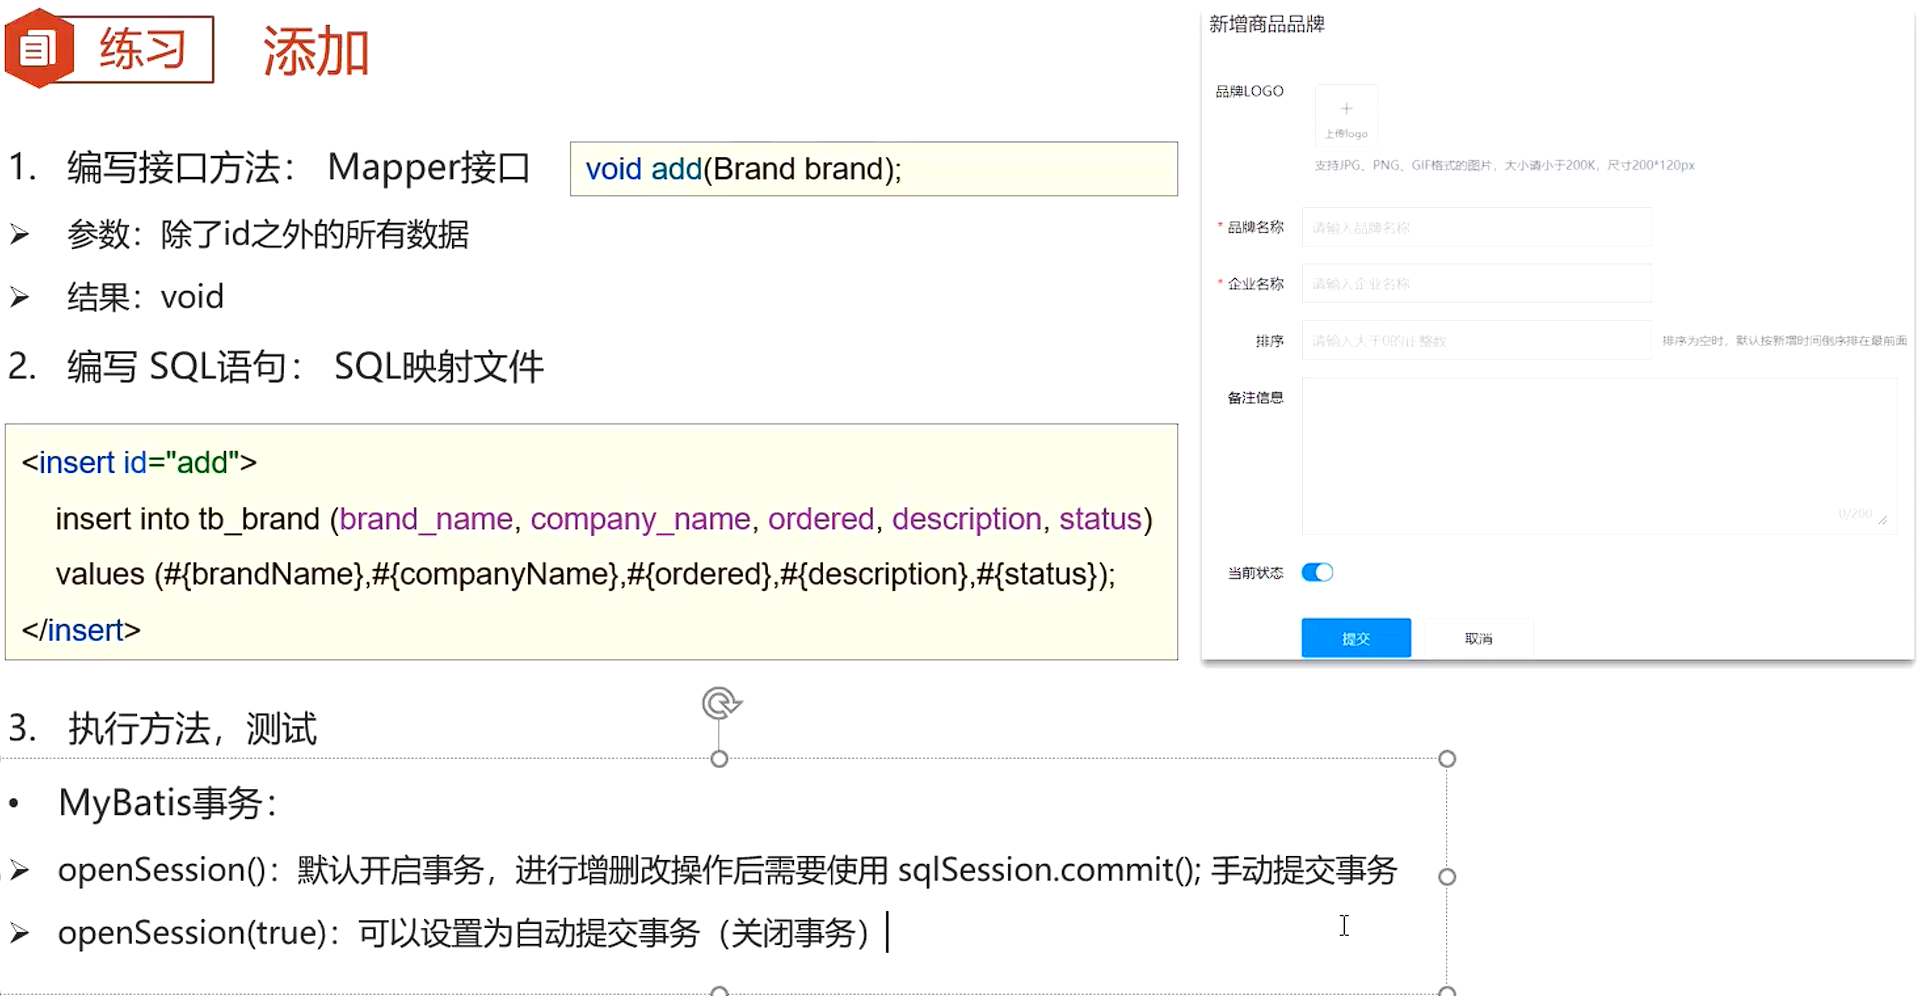 练习
添加
1. 编写接口方法： Mapper接口
void add(Brand brand);
➢ 参数：除了id之外的所有数据
➢ 结果：void
2. 编写 SQL语句： SQL映射文件
<insert id="add">
insert into tb_brand (brand_name, company_name, ordered, description, status)
values (#{brandName},#{companyName},#{ordered},#{description},#{status});
</insert>
3. 执行方法，测试
• MyBatis事务：
➢ openSession()：默认开启事务，进行增删改操作后需要使用 sqlSession.commit(); 手动提交事务
➢ openSession(true)：可以设置为自动提交事务（关闭事务）
新增商品品牌
品牌LOGO
+
上传logo
支持JPG、PNG、GIF格式的图片，大小请小于200K，尺寸200*120px
* 品牌名称 请输入品牌名称
* 企业名称 请输入企业名称
排序 请输入大于0的正整数 排序为空时，默认按新增时间倒序排在最前面
备注信息
0/200
当前状态
提交 取消